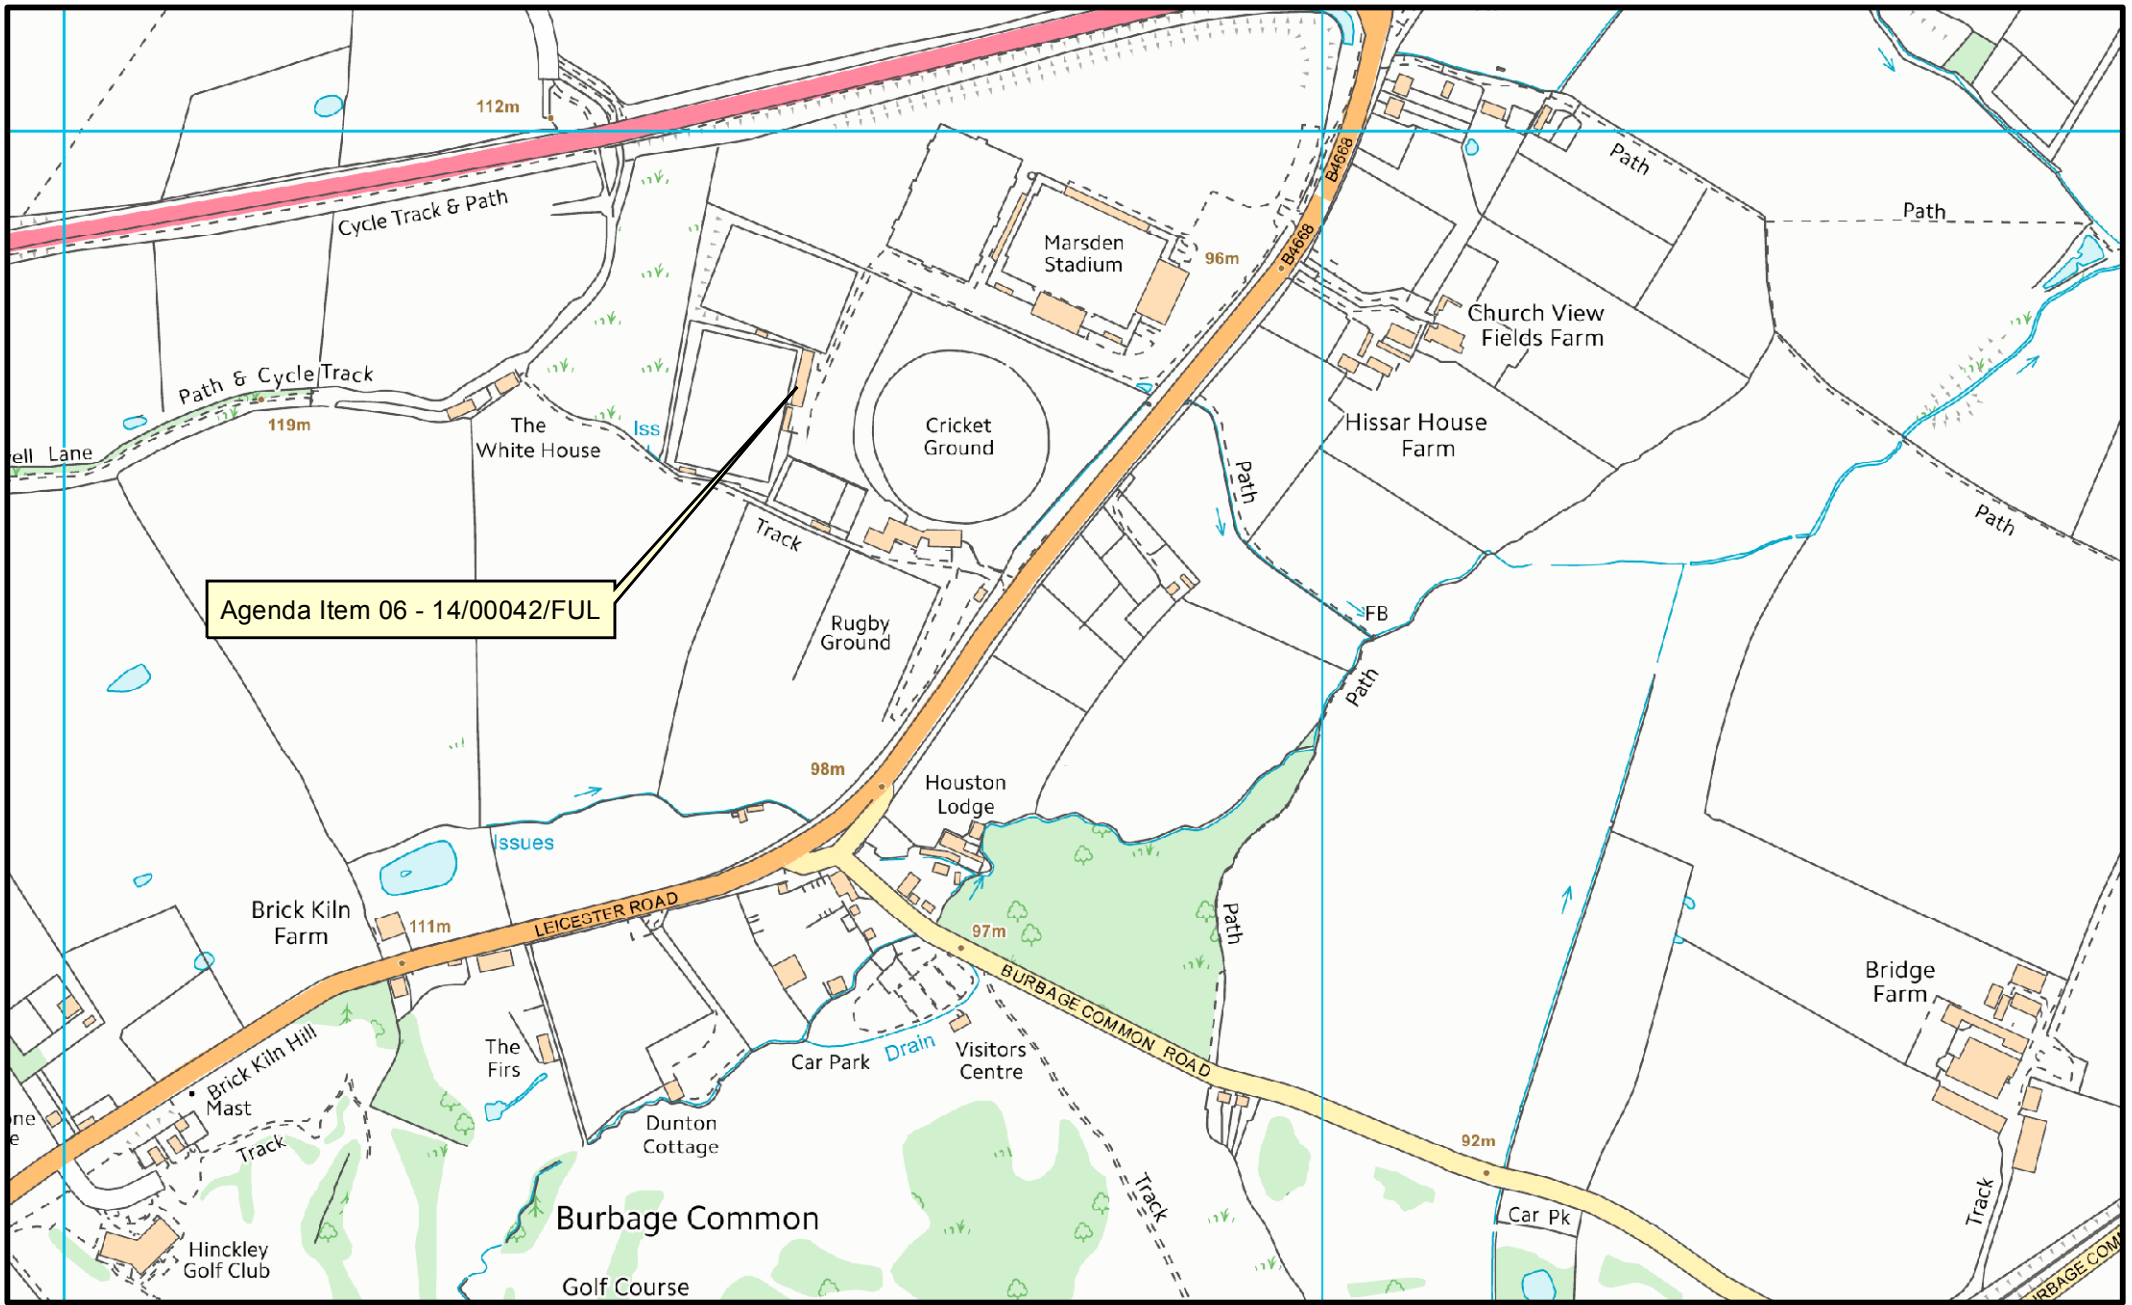 112m
B4668
Path
Cycle Track & Path
Path
Marsden
Stadium
96m
B4668
Church View
Fields Farm
Path & Cycle Track
119m
The
White House
Iss
Cricket
Ground
Hissar House
Farm
ell Lane
Path
Path
Track
Agenda Item 06 - 14/00042/FUL
FB
Rugby
Ground
Path
98m
Houston
Lodge
Issues
Brick Kiln
Farm
111m
LEICESTER ROAD
Path
97m
BURBAGE COMMON ROAD
Bridge
Farm
The
Firs
Car Park
Drain
Visitors
Centre
Brick Kiln Hill
Mast
ne
e
Track
Dunton
Cottage
92m
Track
Car Pk
Track
Burbage Common
Hinckley
Golf Club
Golf Course
RBAGE COM